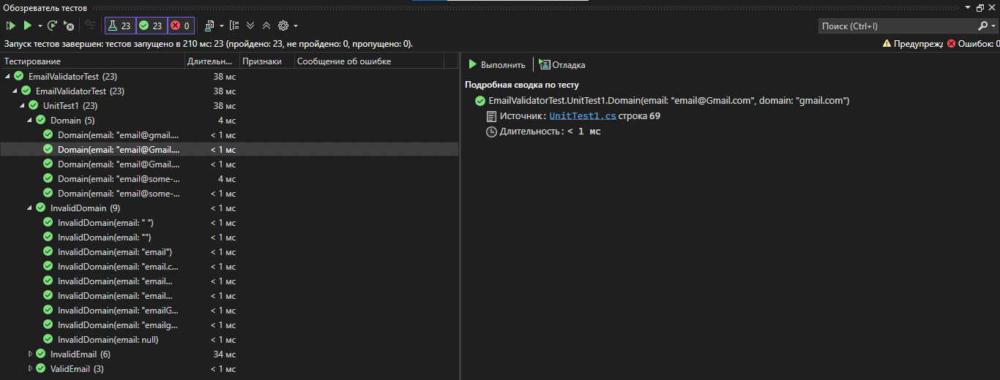 Обозреватель тестов
23 23 0
Поиск (Ctrl+I)
Запуск тестов завершен: тестов запущено в 210 мс: 23 (пройдено: 23, не пройдено: 0, пропущено: 0).
Предупрежд Ошибок: 0
Тестирование Длительн... Признаки Сообщение об ошибке
EmailValidatorTest (23) 38 мс
EmailValidatorTest (23) 38 мс
UnitTest1 (23) 38 мс
Domain (5) 4 мс
Domain(email: "email@gmail.... < 1 мс
Domain(email: "email@Gmail.... < 1 мс
Domain(email: "email@Gmail.... < 1 мс
Domain(email: "email@some-... 4 мс
Domain(email: "email@some-... < 1 мс
InvalidDomain (9) < 1 мс
InvalidDomain(email: " ") < 1 мс
InvalidDomain(email: "") < 1 мс
InvalidDomain(email: "email") < 1 мс
InvalidDomain(email: "email.c... < 1 мс
InvalidDomain(email: "email... < 1 мс
InvalidDomain(email: "email... < 1 мс
InvalidDomain(email: "emailG... < 1 мс
InvalidDomain(email: "emailg... < 1 мс
InvalidDomain(email: null) < 1 мс
InvalidEmail (6) 34 мс
ValidEmail (3) < 1 мс
Выполнить Отладка
Подробная сводка по тесту
EmailValidatorTest.UnitTest1.Domain(email: "email@Gmail.com", domain: "gmail.com")
Источник: UnitTest1.cs строка 69
Длительность: < 1 мс